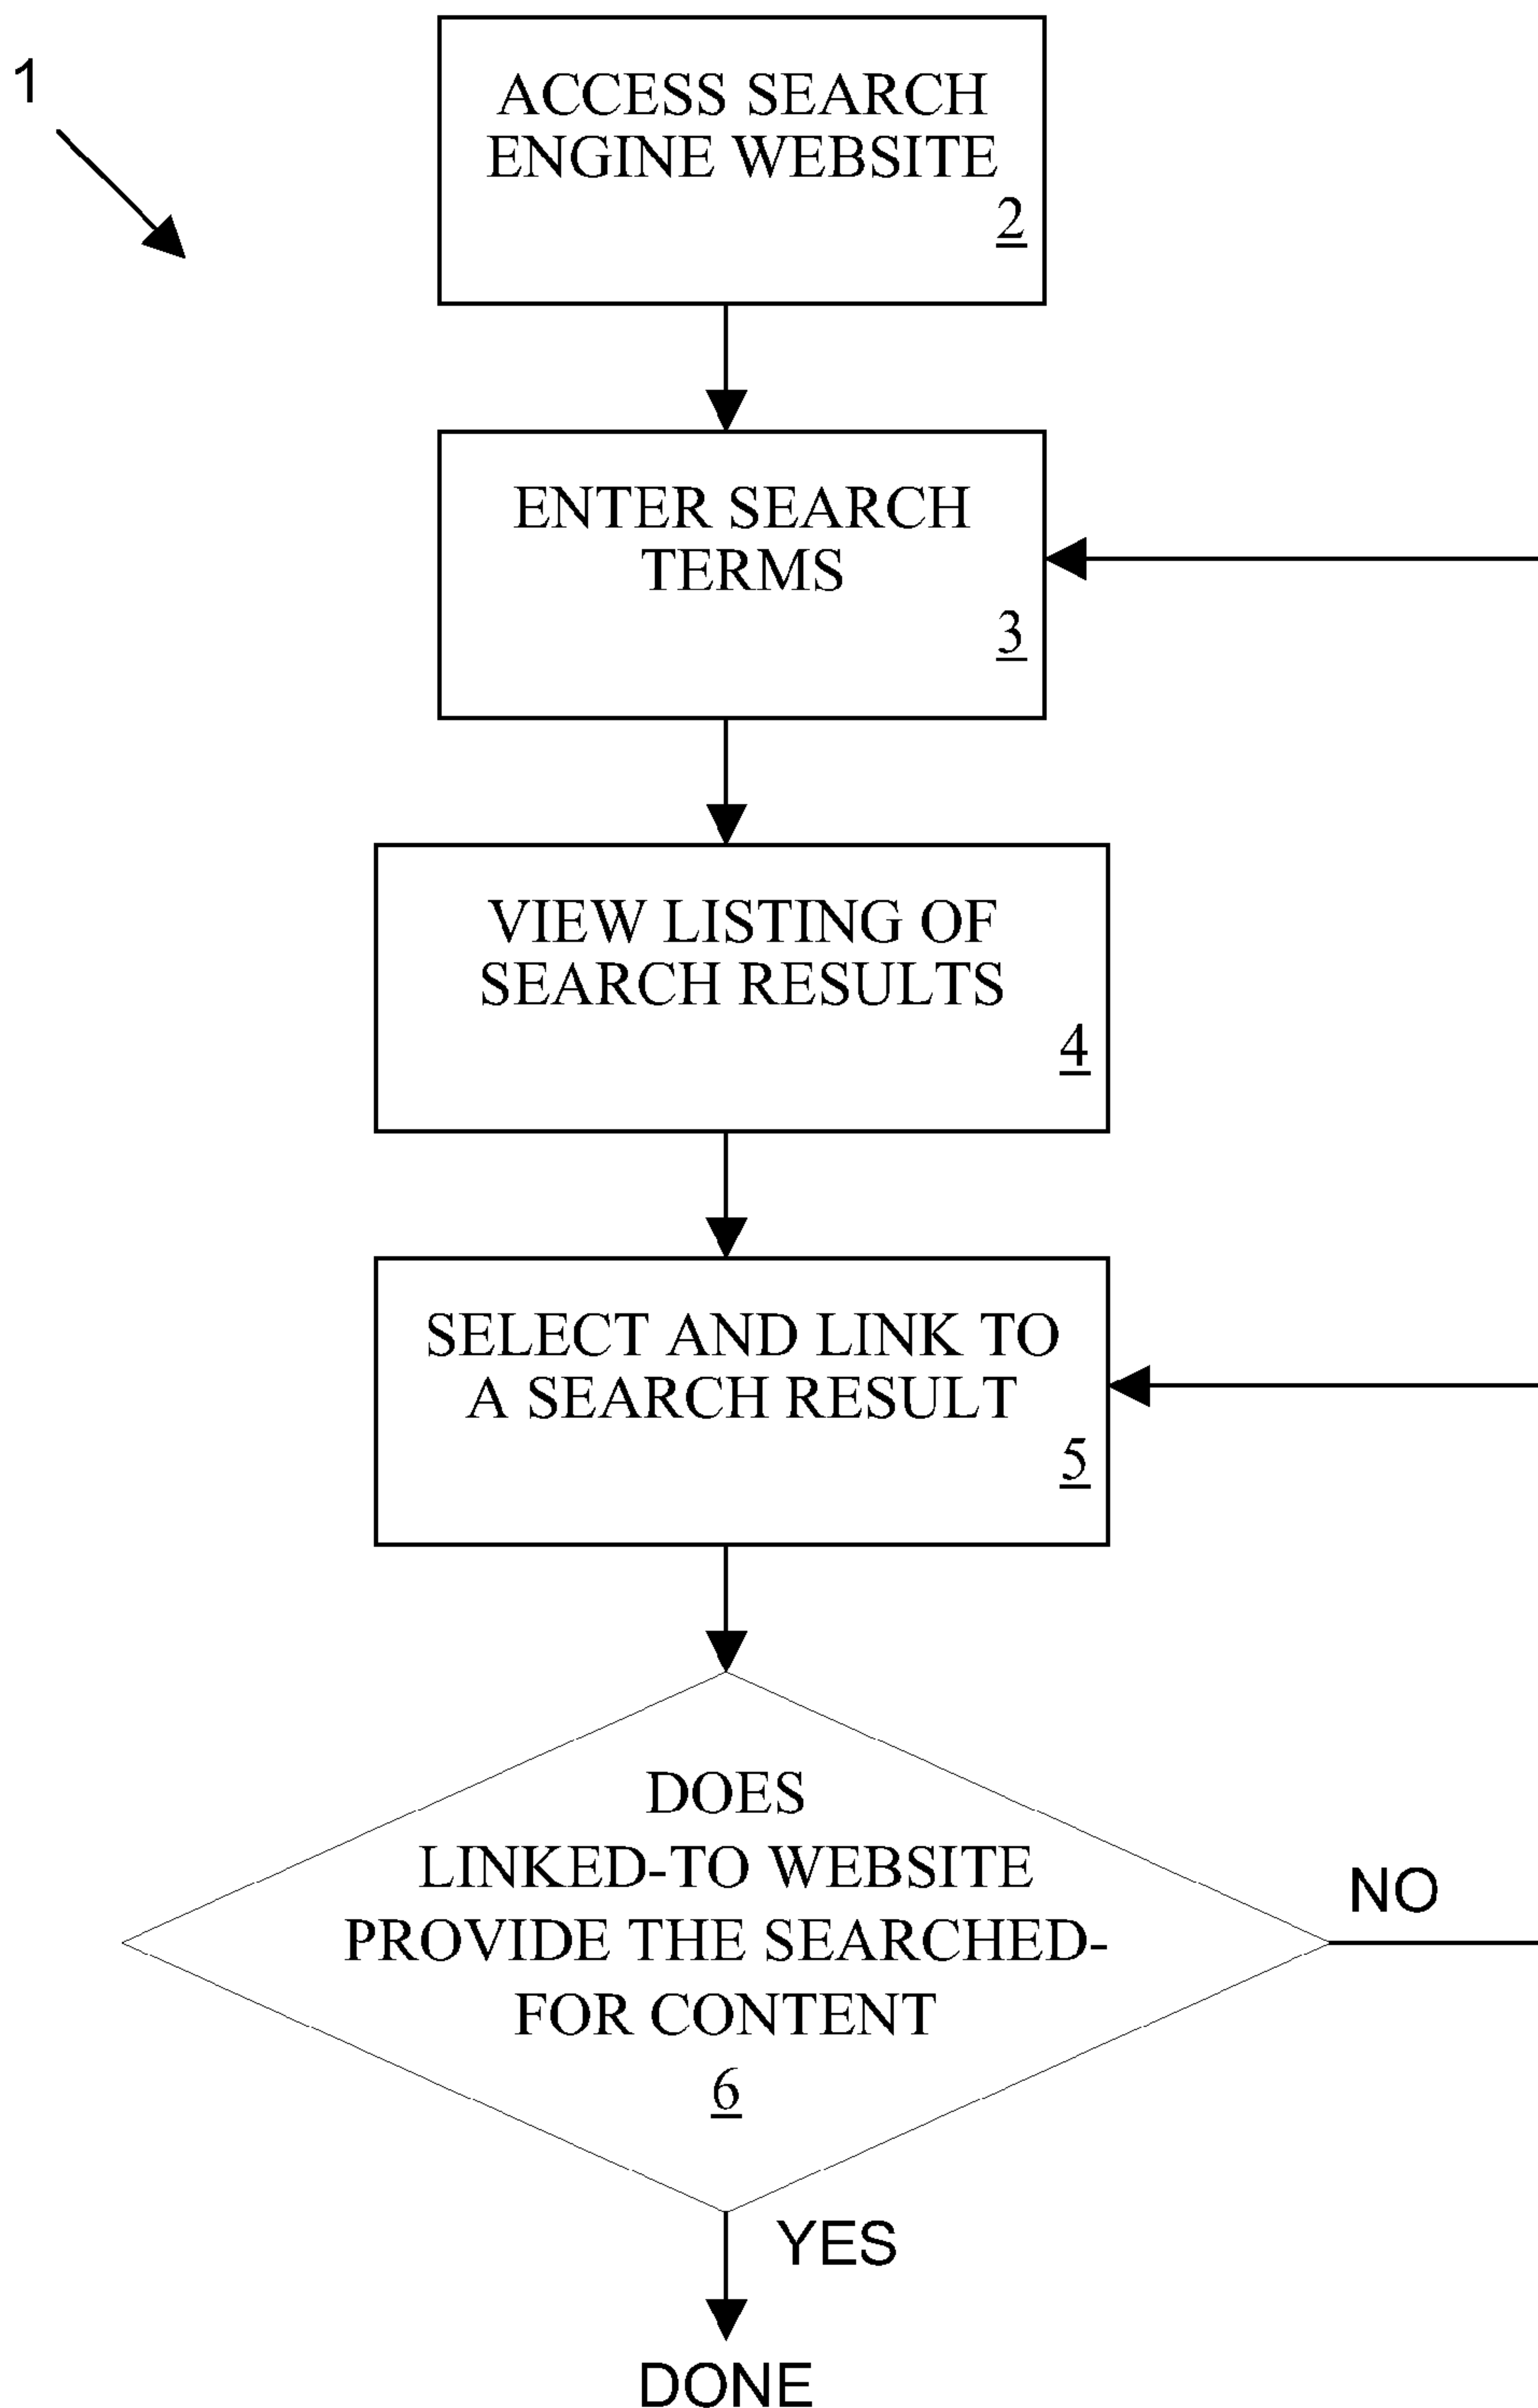 1
ACCESS SEARCH
ENGINE WEBSITE
2
ENTER SEARCH
TERMS
3
VIEW LISTING OF
SEARCH RESULTS
4
SELECT AND LINK TO
A SEARCH RESULT
5
DOES
LINKED-TO WEBSITE
PROVIDE THE SEARCHED-
FOR CONTENT
6
NO
YES
DONE